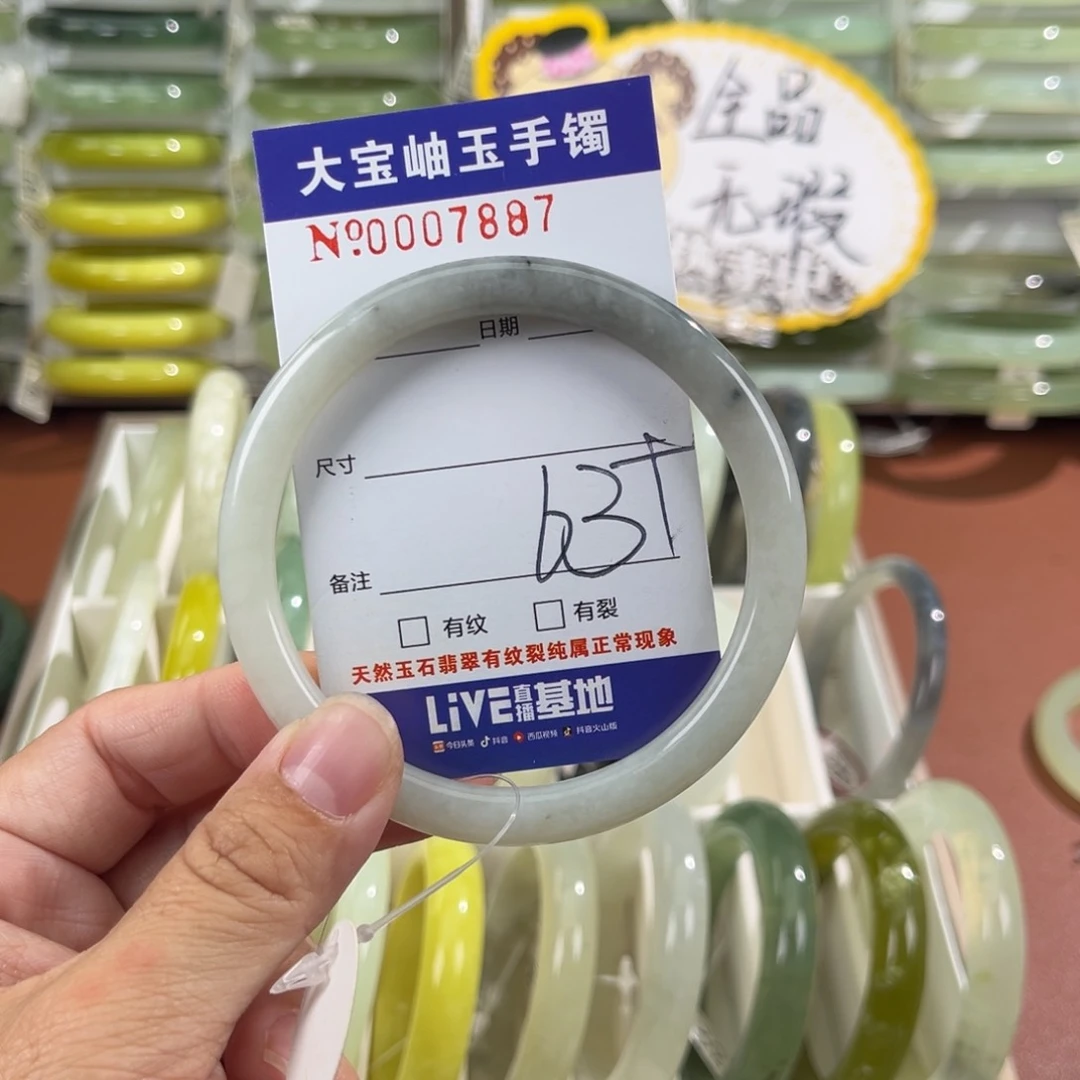 大宝岫玉手镯
全品
无瑕
№0007887
日期
尺寸
63T
备注
□ 有纹 □ 有裂
天然玉石翡翠有纹裂纯属正常现象
LiVE直播基地
今日头条 抖音 西瓜视频 抖音火山版